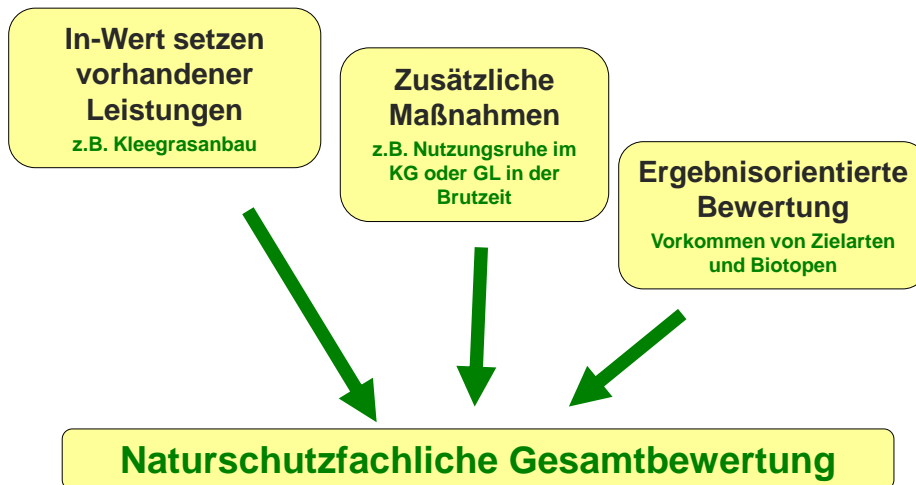 In-Wert setzen
vorhandener
Leistungen
z.B. Kleegrasanbau
Zusätzliche
Maßnahmen
z.B. Nutzungsruhe im
KG oder GL in der
Brutzeit
Ergebnisorientierte
Bewertung
Vorkommen von Zielarten
und Biotopen
Naturschutzfachliche Gesamtbewertung